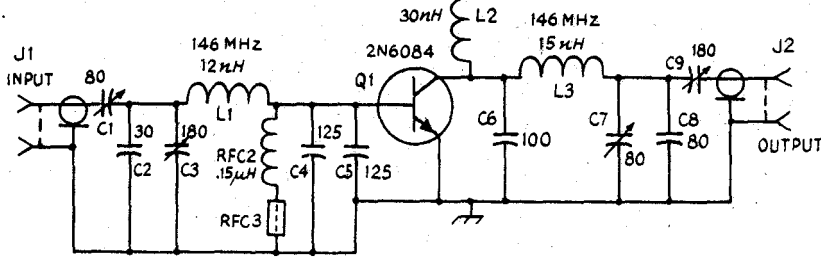 30nH
L2
146 MHz
12nH
2N6084
146 MHz
15nH
J1
INPUT
80
C1
L1
Q1
L3
C9
180
J2
OUTPUT
30
C2
180
C3
RFC2
.15µH
RFC3
125
C4
C5
125
C6
100
C7
80
C8
80